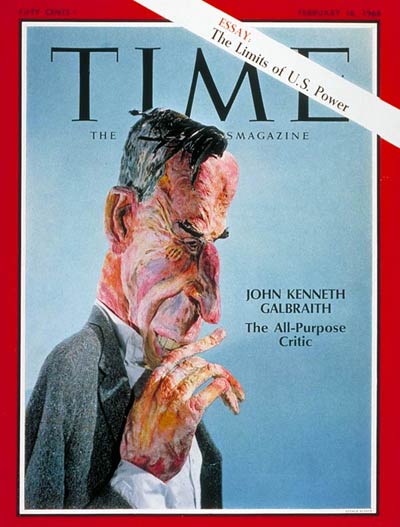 FIFTY CENTS
FEBRUARY 16, 1968
ESSAY:
The Limits of U.S. Power
TIME
THE SMAGAZINE
JOHN KENNETH
GALBRAITH
The All-Purpose
Critic